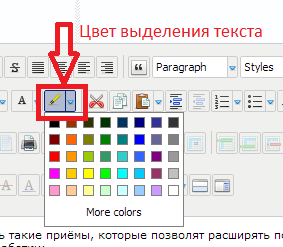 Цвет выделения текста
S Paragraph Styles
A
More colors
ь такие приёмы, которые позволят расширять по